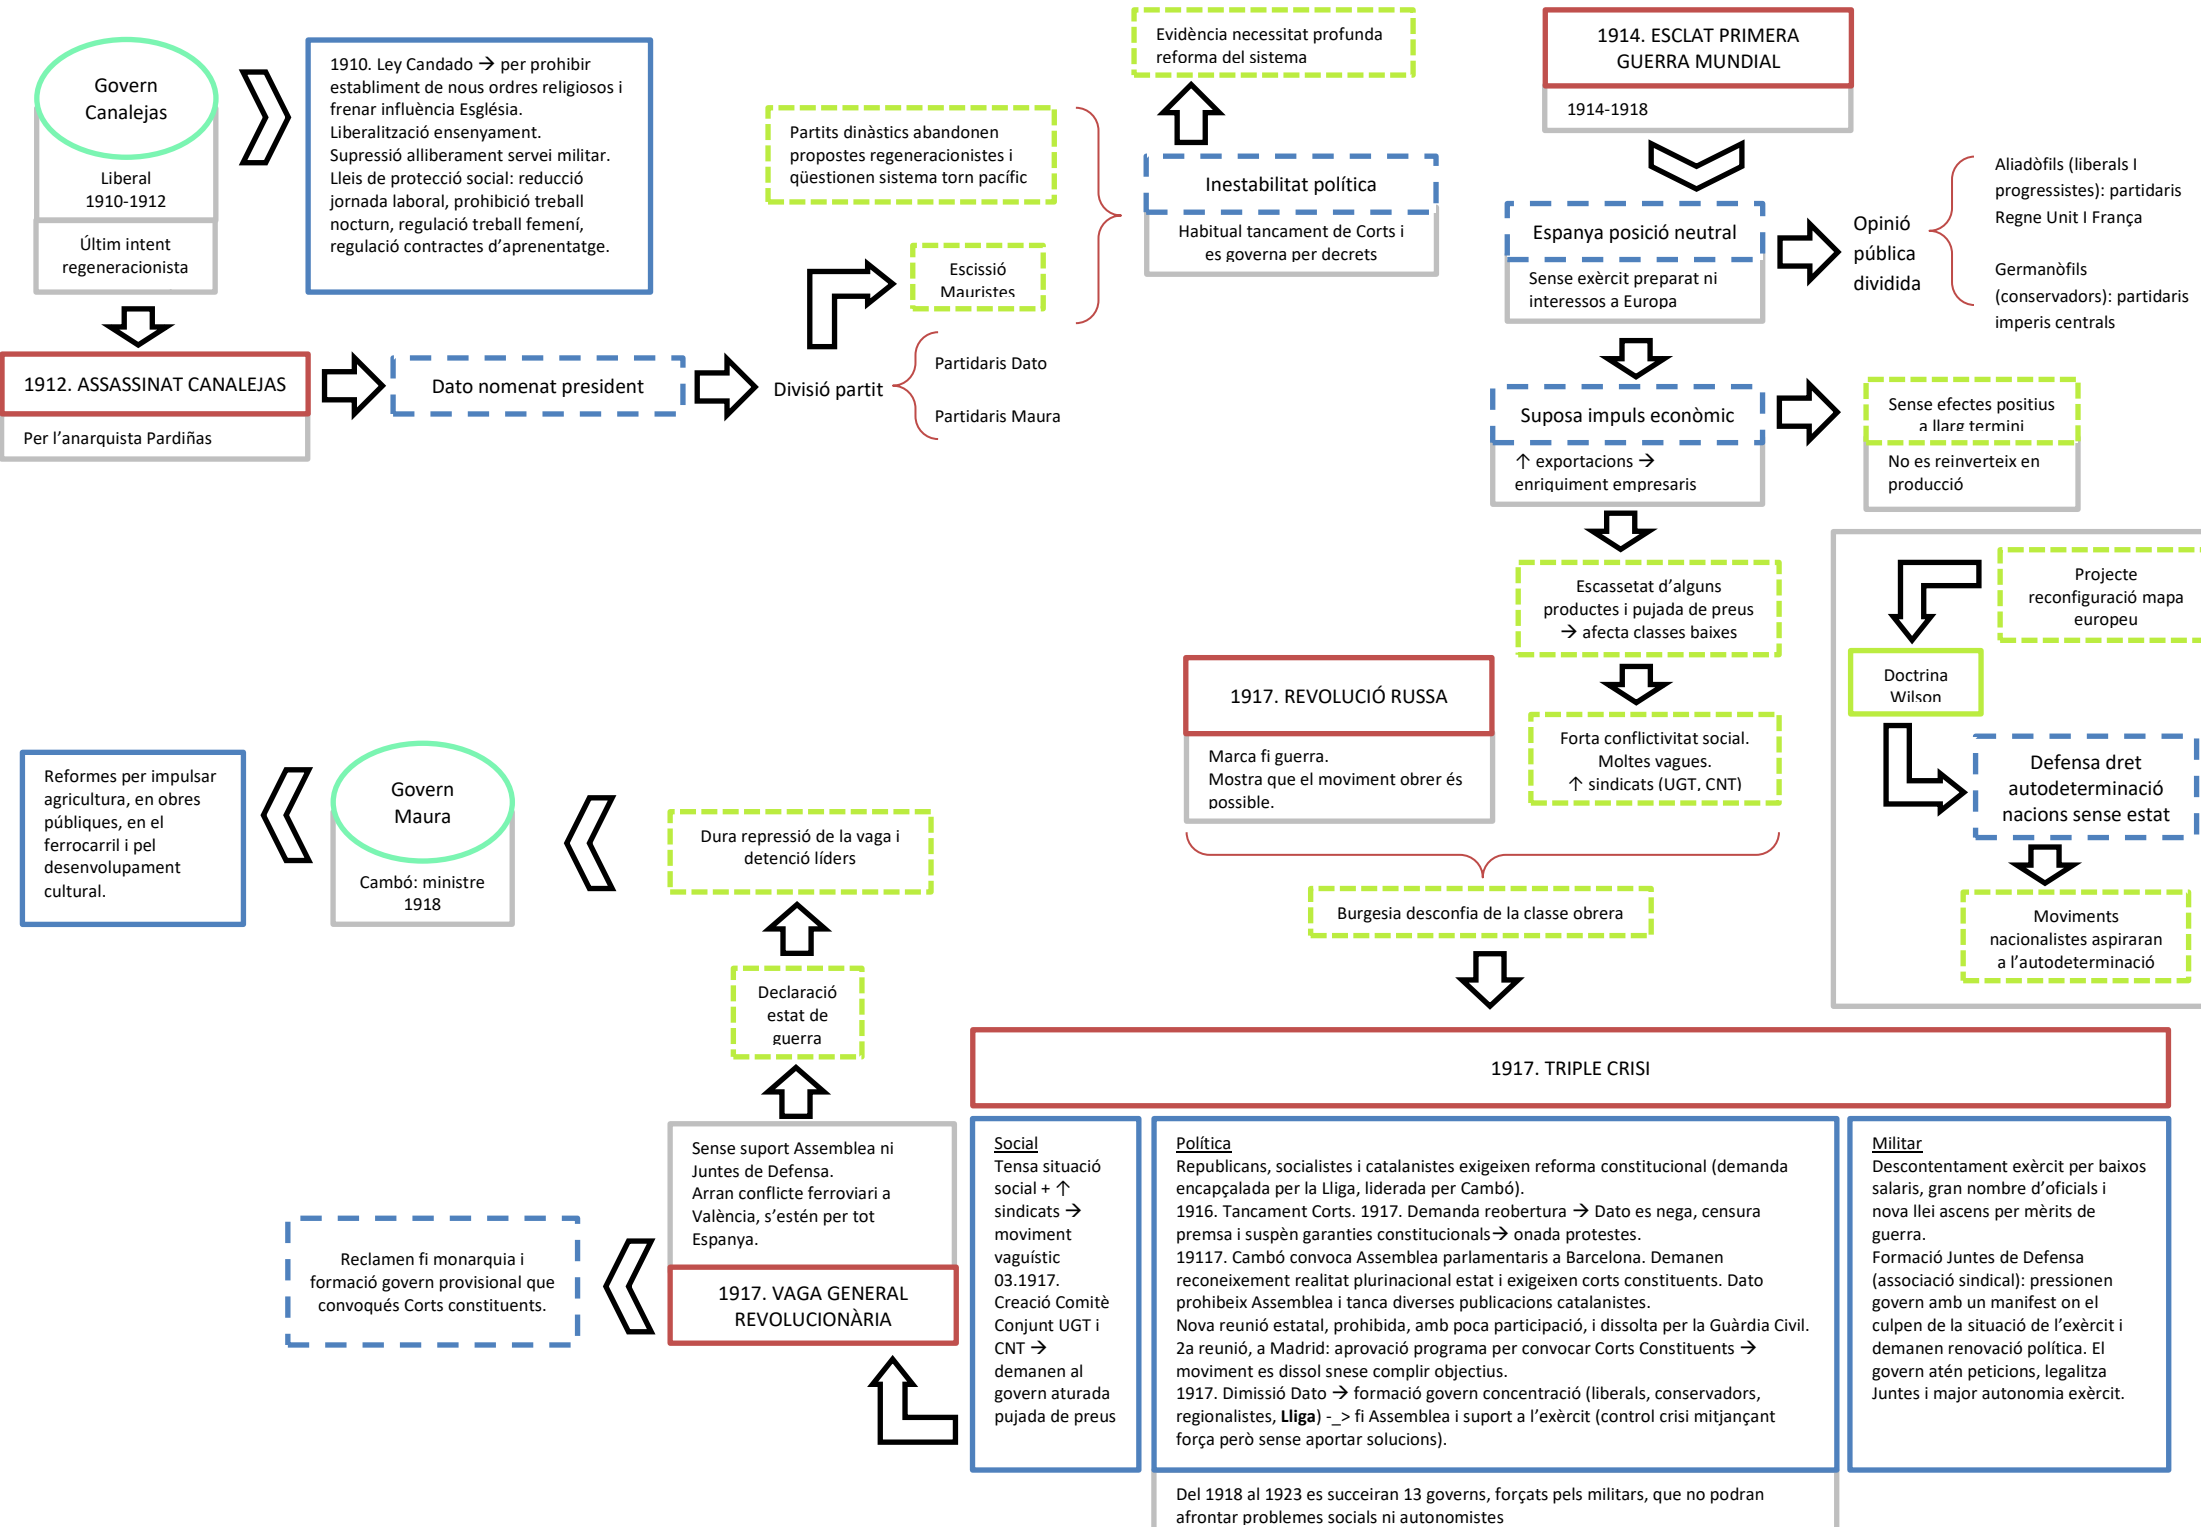 Govern
Canalejas
Liberal
1910-1912
Últim intent
regeneracionista
1910. Ley Candado → per prohibir
establiment de nous ordres religiosos i
frenar influència Església.
Liberalització ensenyament.
Supressió alliberament servei militar.
Lleis de protecció social: reducció
jornada laboral, prohibició treball
nocturn, regulació treball femení,
regulació contractes d’aprenentatge.
1912. ASSASSINAT CANALEJAS
Per l’anarquista Pardiñas
Dato nomenat president
Divisió partit
Partidaris Dato
Partidaris Maura
Escissió
Mauristes
Partits dinàstics abandonen
propostes regeneracionistes i
qüestionen sistema torn pacífic
Inestabilitat política
Habitual tancament de Corts i
es governa per decrets
Evidència necessitat profunda
reforma del sistema
1914. ESCLAT PRIMERA
GUERRA MUNDIAL
1914-1918
Espanya posició neutral
Sense exèrcit preparat ni
interessos a Europa
Opinió
pública
dividida
Aliadòfils (liberals I
progressistes): partidaris
Regne Unit I França
Germanòfils
(conservadors): partidaris
imperis centrals
Suposa impuls econòmic
↑ exportacions →
enriquiment empresaris
Sense efectes positius
a llarg termini
No es reinverteix en
producció
Escassetat d’alguns
productes i pujada de preus
→ afecta classes baixes
Forta conflictivitat social.
Moltes vagues.
↑ sindicats (UGT, CNT)
1917. REVOLUCIÓ RUSSA
Marca fi guerra.
Mostra que el moviment obrer és
possible.
Burgesia desconfia de la classe obrera
Projecte
reconfiguració mapa
europeu
Doctrina
Wilson
Defensa dret
autodeterminació
nacions sense estat
Moviments
nacionalistes aspiraran
a l’autodeterminació
1917. TRIPLE CRISI
Social
Tensa situació
social + ↑
sindicats →
moviment
vaguístic
03.1917.
Creació Comitè
Conjunt UGT i
CNT →
demanen al
govern aturada
pujada de preus
Política
Republicans, socialistes i catalanistes exigeixen reforma constitucional (demanda
encapçalada per la Lliga, liderada per Cambó).
1916. Tancament Corts. 1917. Demanda reobertura → Dato es nega, censura
premsa i suspèn garanties constitucionals→ onada protestes.
19117. Cambó convoca Assemblea parlamentaris a Barcelona. Demanen
reconeixement realitat plurinacional estat i exigeixen corts constituents. Dato
prohibeix Assemblea i tanca diverses publicacions catalanistes.
Nova reunió estatal, prohibida, amb poca participació, i dissolta per la Guàrdia Civil.
2a reunió, a Madrid: aprovació programa per convocar Corts Constituents →
moviment es dissol snese complir objectius.
1917. Dimissió Dato → formació govern concentració (liberals, conservadors,
regionalistes, Lliga) -_> fi Assemblea i suport a l’exèrcit (control crisi mitjançant
força però sense aportar solucions).
Del 1918 al 1923 es succeiran 13 governs, forçats pels militars, que no podran
afrontar problemes socials ni autonomistes
Militar
Descontentament exèrcit per baixos
salaris, gran nombre d’oficials i
nova llei ascens per mèrits de
guerra.
Formació Juntes de Defensa
(associació sindical): pressionen
govern amb un manifest on el
culpen de la situació de l’exèrcit i
demanen renovació política. El
govern atén peticions, legalitza
Juntes i major autonomia exèrcit.
Sense suport Assemblea ni
Juntes de Defensa.
Arran conflicte ferroviari a
València, s’estén per tot
Espanya.
1917. VAGA GENERAL
REVOLUCIONÀRIA
Reclamen fi monarquia i
formació govern provisional que
convoqués Corts constituents.
Declaració
estat de
guerra
Dura repressió de la vaga i
detenció líders
Govern
Maura
Cambó: ministre
1918
Reformes per impulsar
agricultura, en obres
públiques, en el
ferrocarril i pel
desenvolupament
cultural.